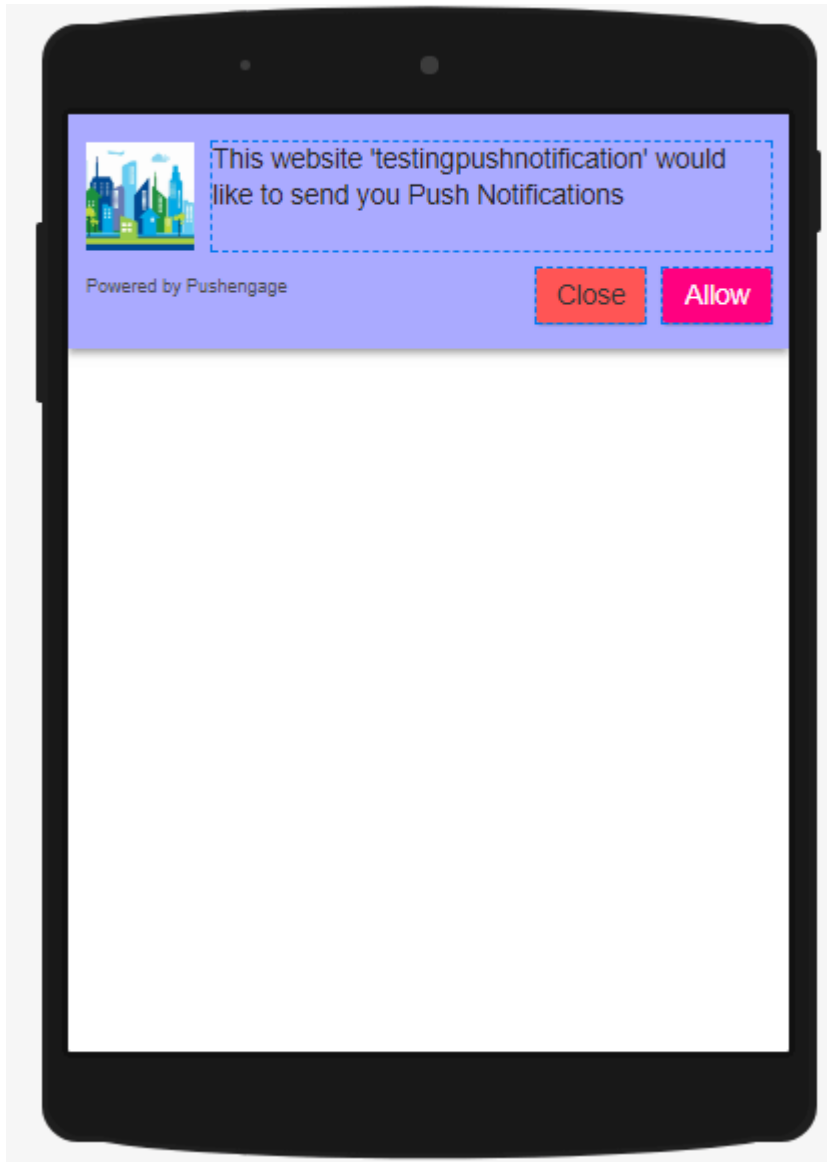 This website 'testingpushnotification' would
like to send you Push Notifications
Powered by Pushengage
Close
Allow